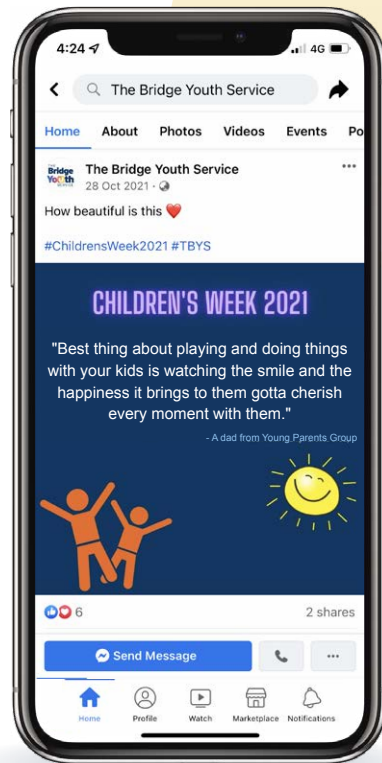 4:24
4G
The Bridge Youth Service
Home About Photos Videos Events Po
Bridge
Youth
The Bridge Youth Service
28 Oct 2021 ·
How beautiful is this
#ChildrensWeek2021 #TBYS
CHILDREN'S WEEK 2021
"Best thing about playing and doing things
with your kids is watching the smile and the
happiness it brings to them gotta cherish
every moment with them."
- A dad from Young Parents Group
6 2 shares
Send Message
Home Profile Watch Marketplace Notifications